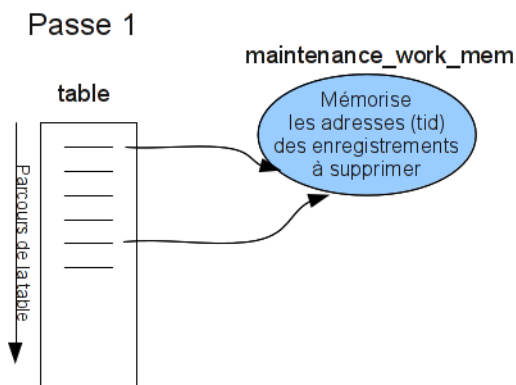 Passe 1
maintenance_work_mem
table
Mémorise
les adresses (tid)
des enregistrements
à supprimer
Parcours de la table